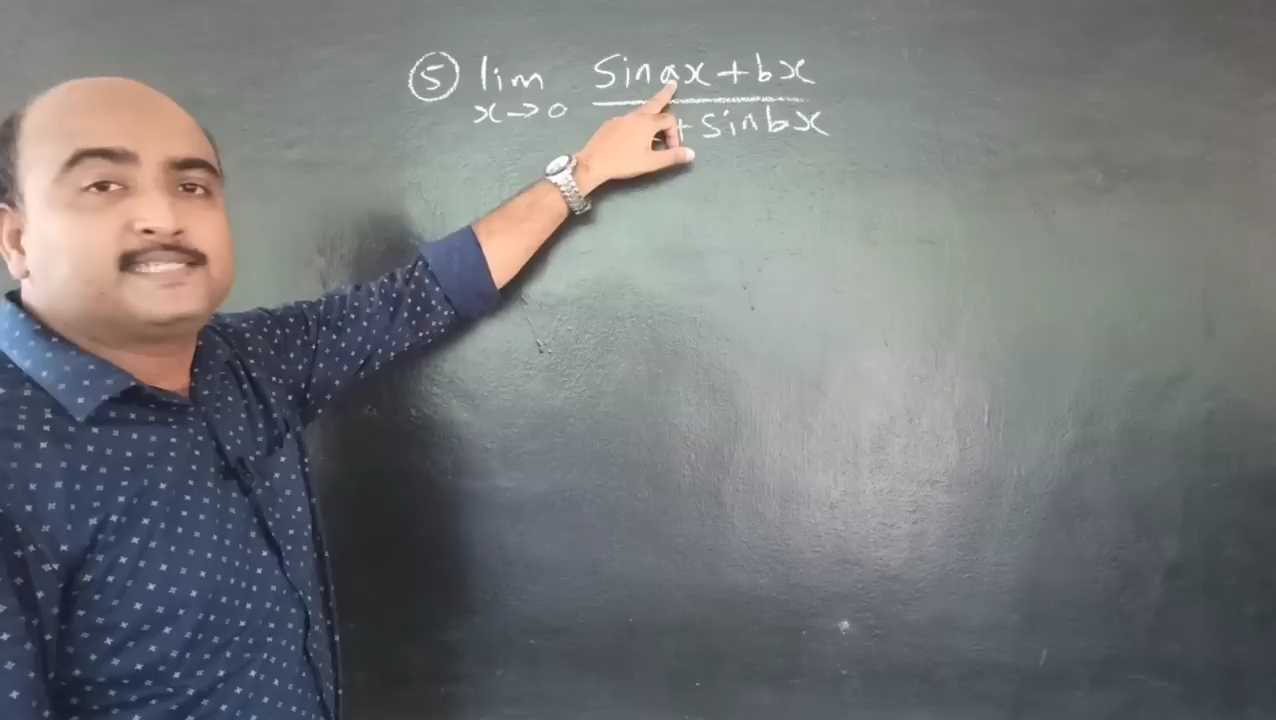 ⑤ lim Sinax+bx
x→0 +Sinbx